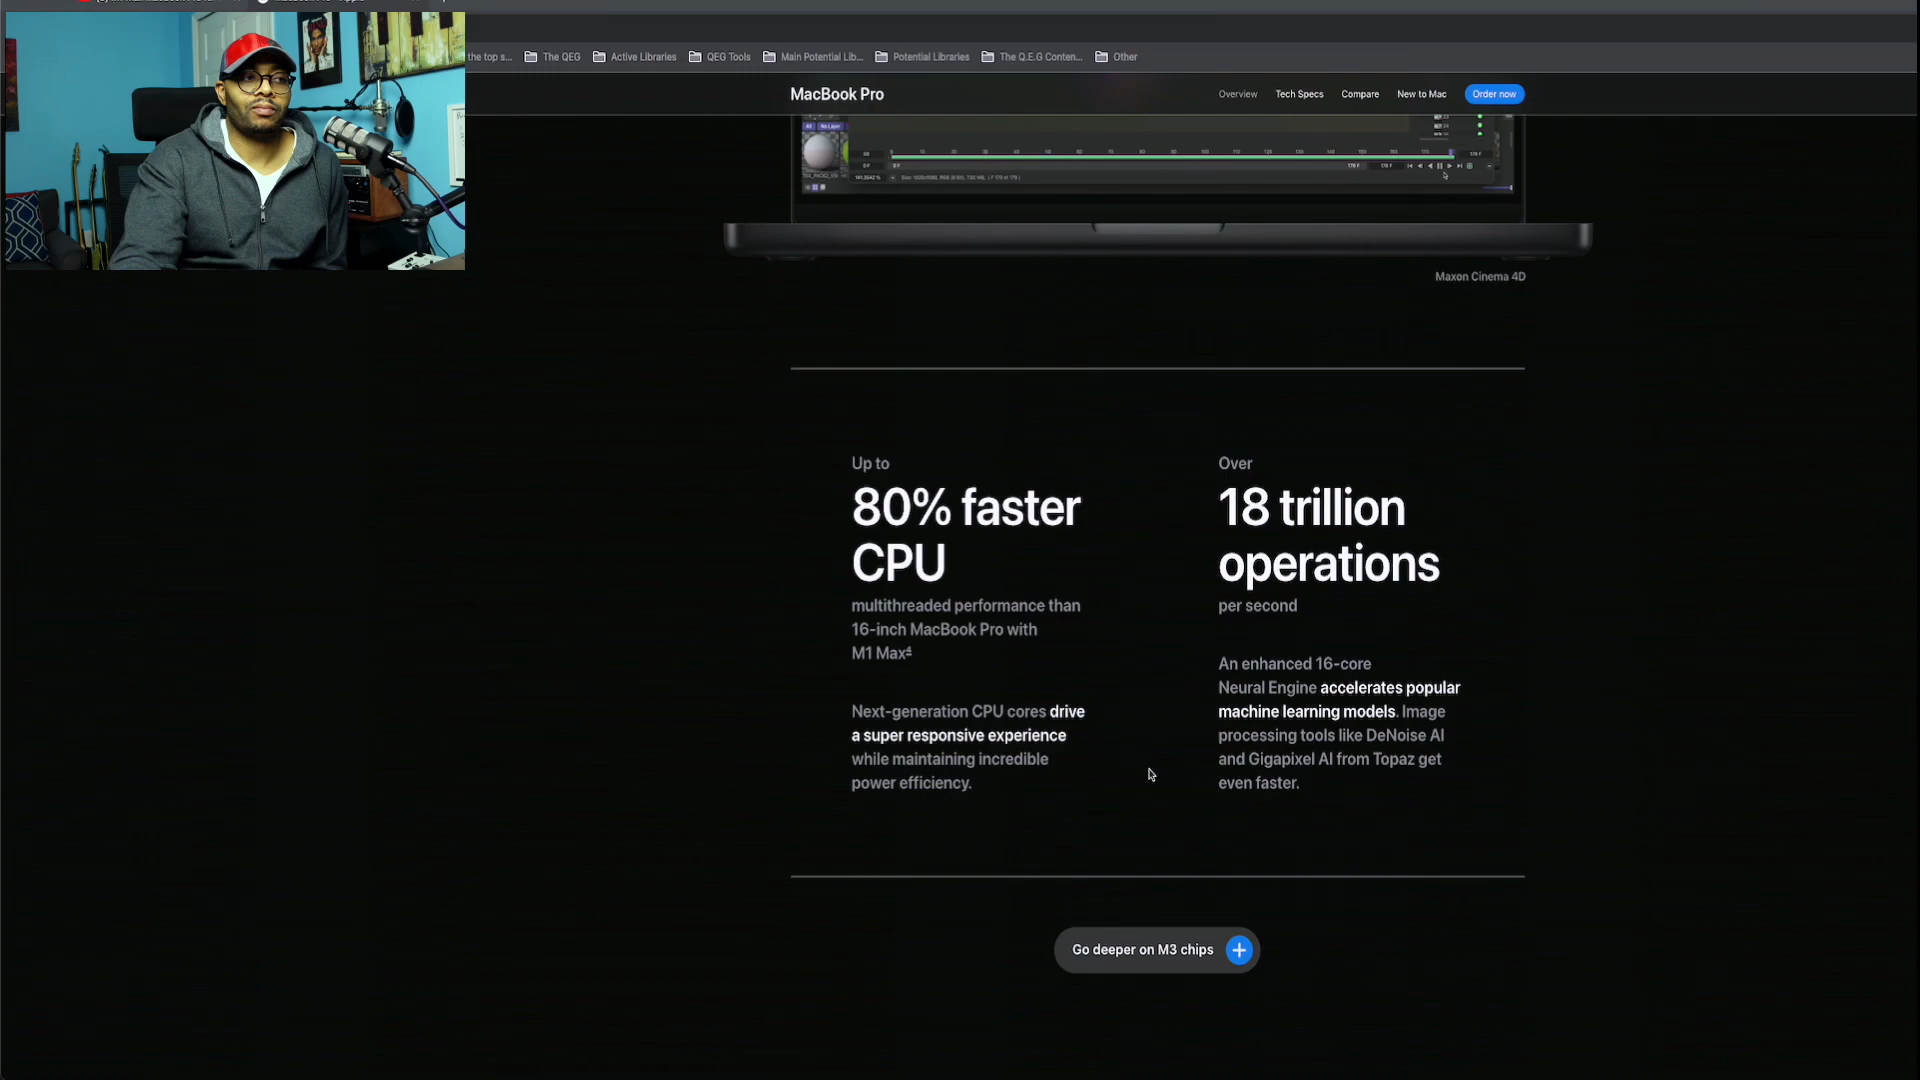 the top s...
The QEG
Active Libraries
QEG Tools
Main Potential Lib...
Potential Libraries
The Q.E.G Conten...
Other
MacBook Pro
Overview
Tech Specs
Compare
New to Mac
Order now
Maxon Cinema 4D
Up to
80% faster
CPU
multithreaded performance than
16-inch MacBook Pro with
M1 Max⁴
Next-generation CPU cores drive
a super responsive experience
while maintaining incredible
power efficiency.
Over
18 trillion
operations
per second
An enhanced 16-core
Neural Engine accelerates popular
machine learning models. Image
processing tools like DeNoise AI
and Gigapixel AI from Topaz get
even faster.
Go deeper on M3 chips